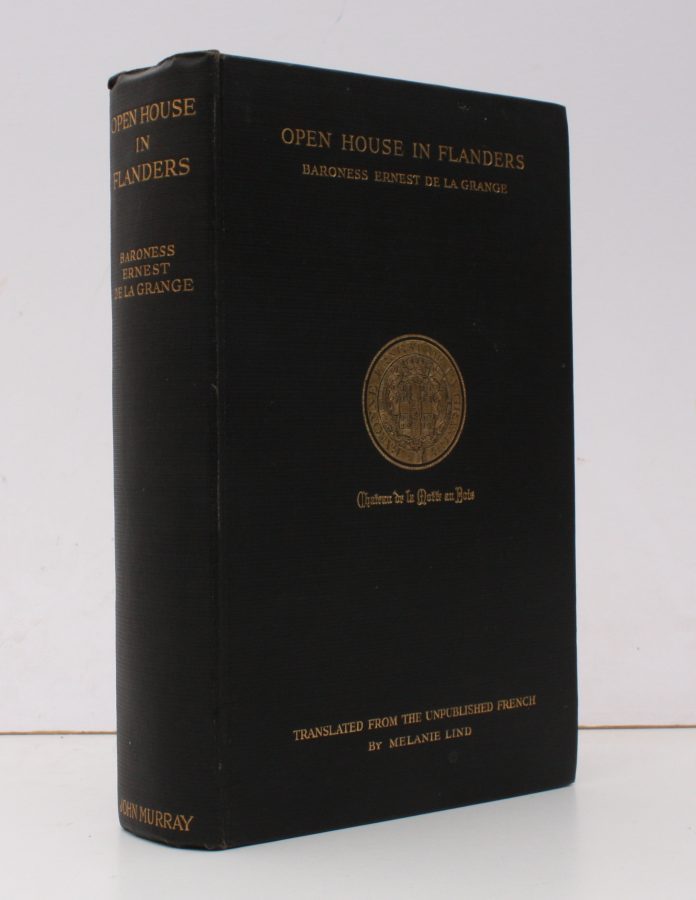 OPEN HOUSE
IN
FLANDERS
BARONESS
ERNEST
DE LA GRANGE
JOHN MURRAY
OPEN HOUSE IN FLANDERS
BARONESS ERNEST DE LA GRANGE
Chateau de la Motte au Bois
TRANSLATED FROM THE UNPUBLISHED FRENCH
BY MELANIE LIND